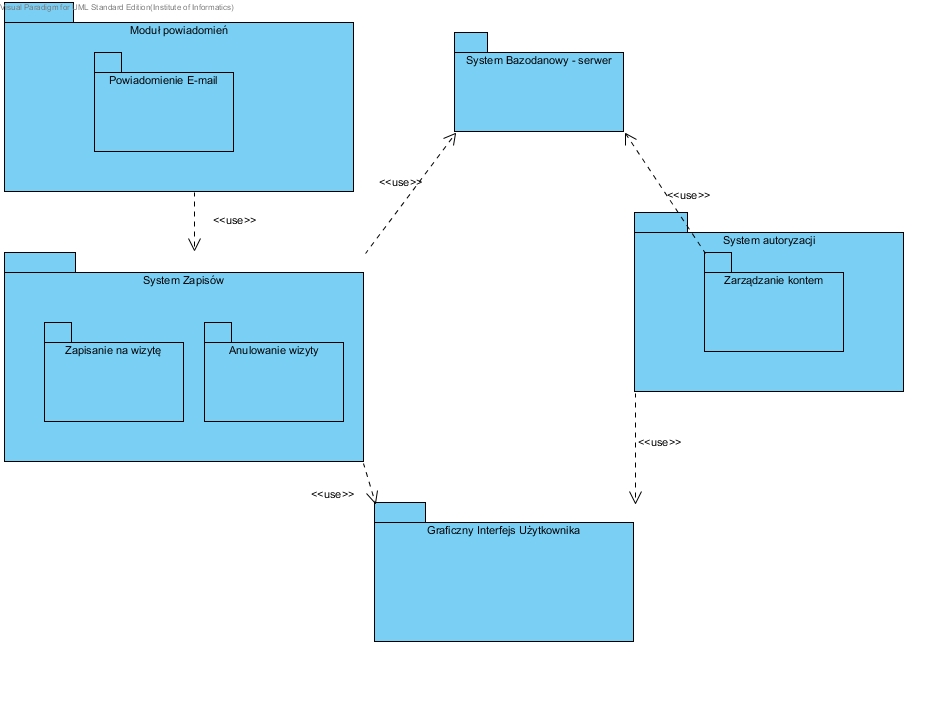 Visual Paradigm for UML Standard Edition(Institute of Informatics)
Moduł powiadomień
Powiadomienie E-mail
System Bazodanowy - serwer
<<use>>
<<use>>
<<use>>
System autoryzacji
Zarządzanie kontem
System Zapisów
Zapisanie na wizytę
Anulowanie wizyty
<<use>>
<<use>>
Graficzny Interfejs Użytkownika